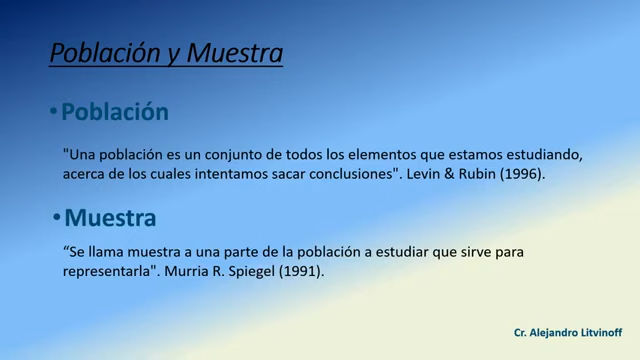 Población y Muestra
•Población
"Una población es un conjunto de todos los elementos que estamos estudiando,
acerca de los cuales intentamos sacar conclusiones". Levin & Rubin (1996).
•Muestra
“Se llama muestra a una parte de la población a estudiar que sirve para
representarla". Murria R. Spiegel (1991).
Cr. Alejandro Litvinoff